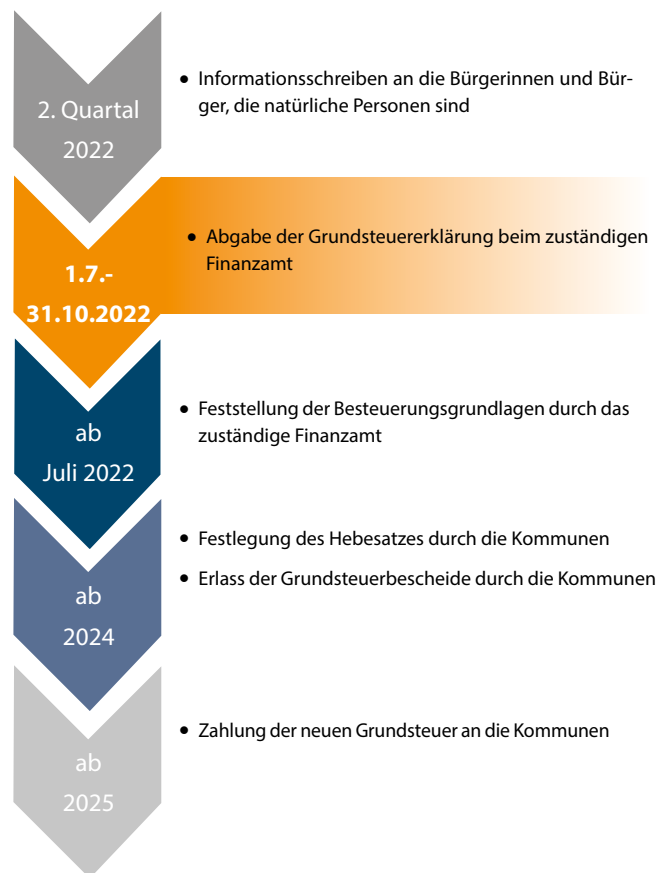 2. Quartal
2022
• Informationsschreiben an die Bürgerinnen und Bür-
ger, die natürliche Personen sind
1.7.-
31.10.2022
• Abgabe der Grundsteuererklärung beim zuständigen
Finanzamt
ab
Juli 2022
• Feststellung der Besteuerungsgrundlagen durch das
zuständige Finanzamt
ab
2024
• Festlegung des Hebesatzes durch die Kommunen
• Erlass der Grundsteuerbescheide durch die Kommunen
ab
2025
• Zahlung der neuen Grundsteuer an die Kommunen